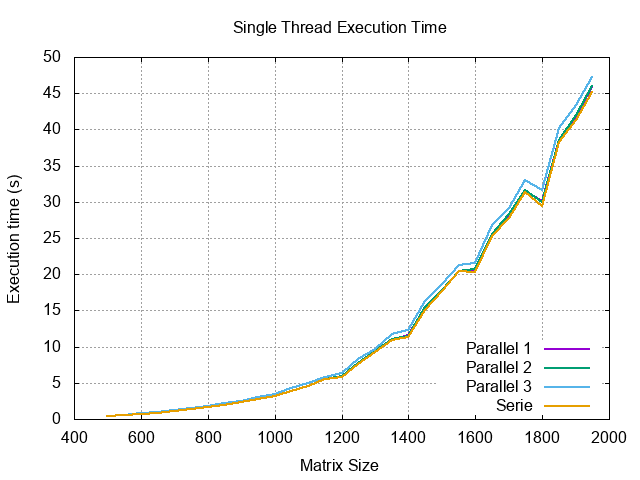 Single Thread Execution Time
50
45
40
35
30
25
20
15
10
5
0
Execution time (s)
400 600 800 1000 1200 1400 1600 1800 2000
Matrix Size
Parallel 1
Parallel 2
Parallel 3
Serie